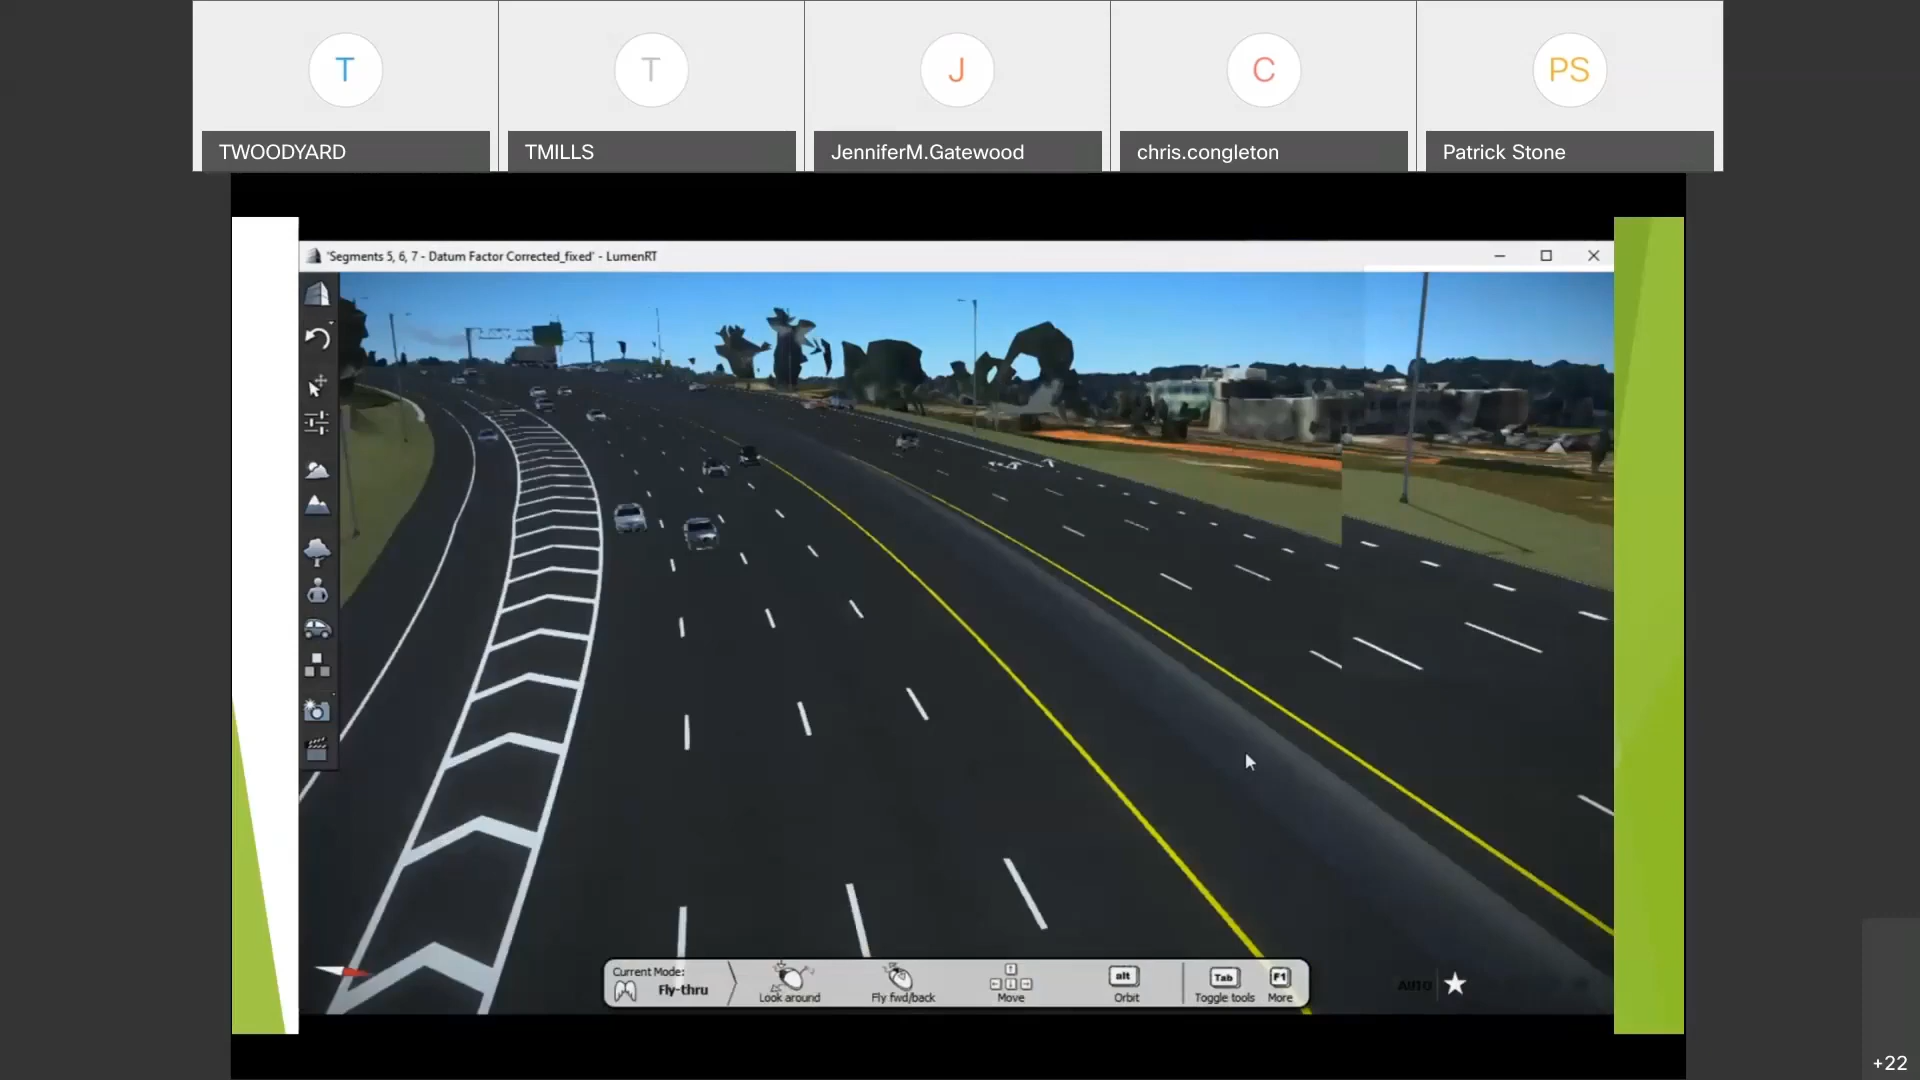 T
T
J
C
PS
TWOODYARD
TMILLS
JenniferM.Gatewood
chris.congleton
Patrick Stone
'Segments 5, 6, 7 - Datum Factor Corrected_fixed' - LumenRT
Current Mode:
Fly-thru
Look around
Fly fwd/back
Move
alt
Orbit
Tab
Toggle tools
F1
More
AUTO
+22